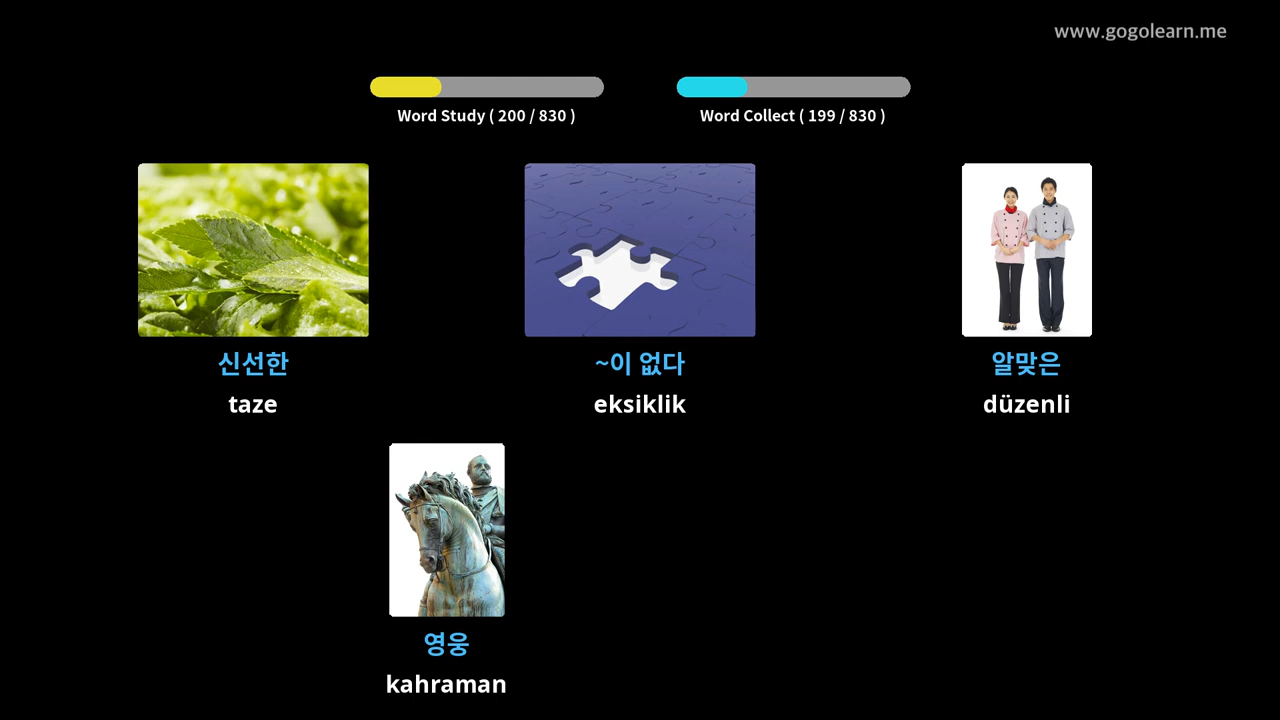 www.gogolearn.me
Word Study ( 200 / 830 )
Word Collect ( 199 / 830 )
신선한
taze
~이 없다
eksiklik
알맞은
düzenli
영웅
kahraman